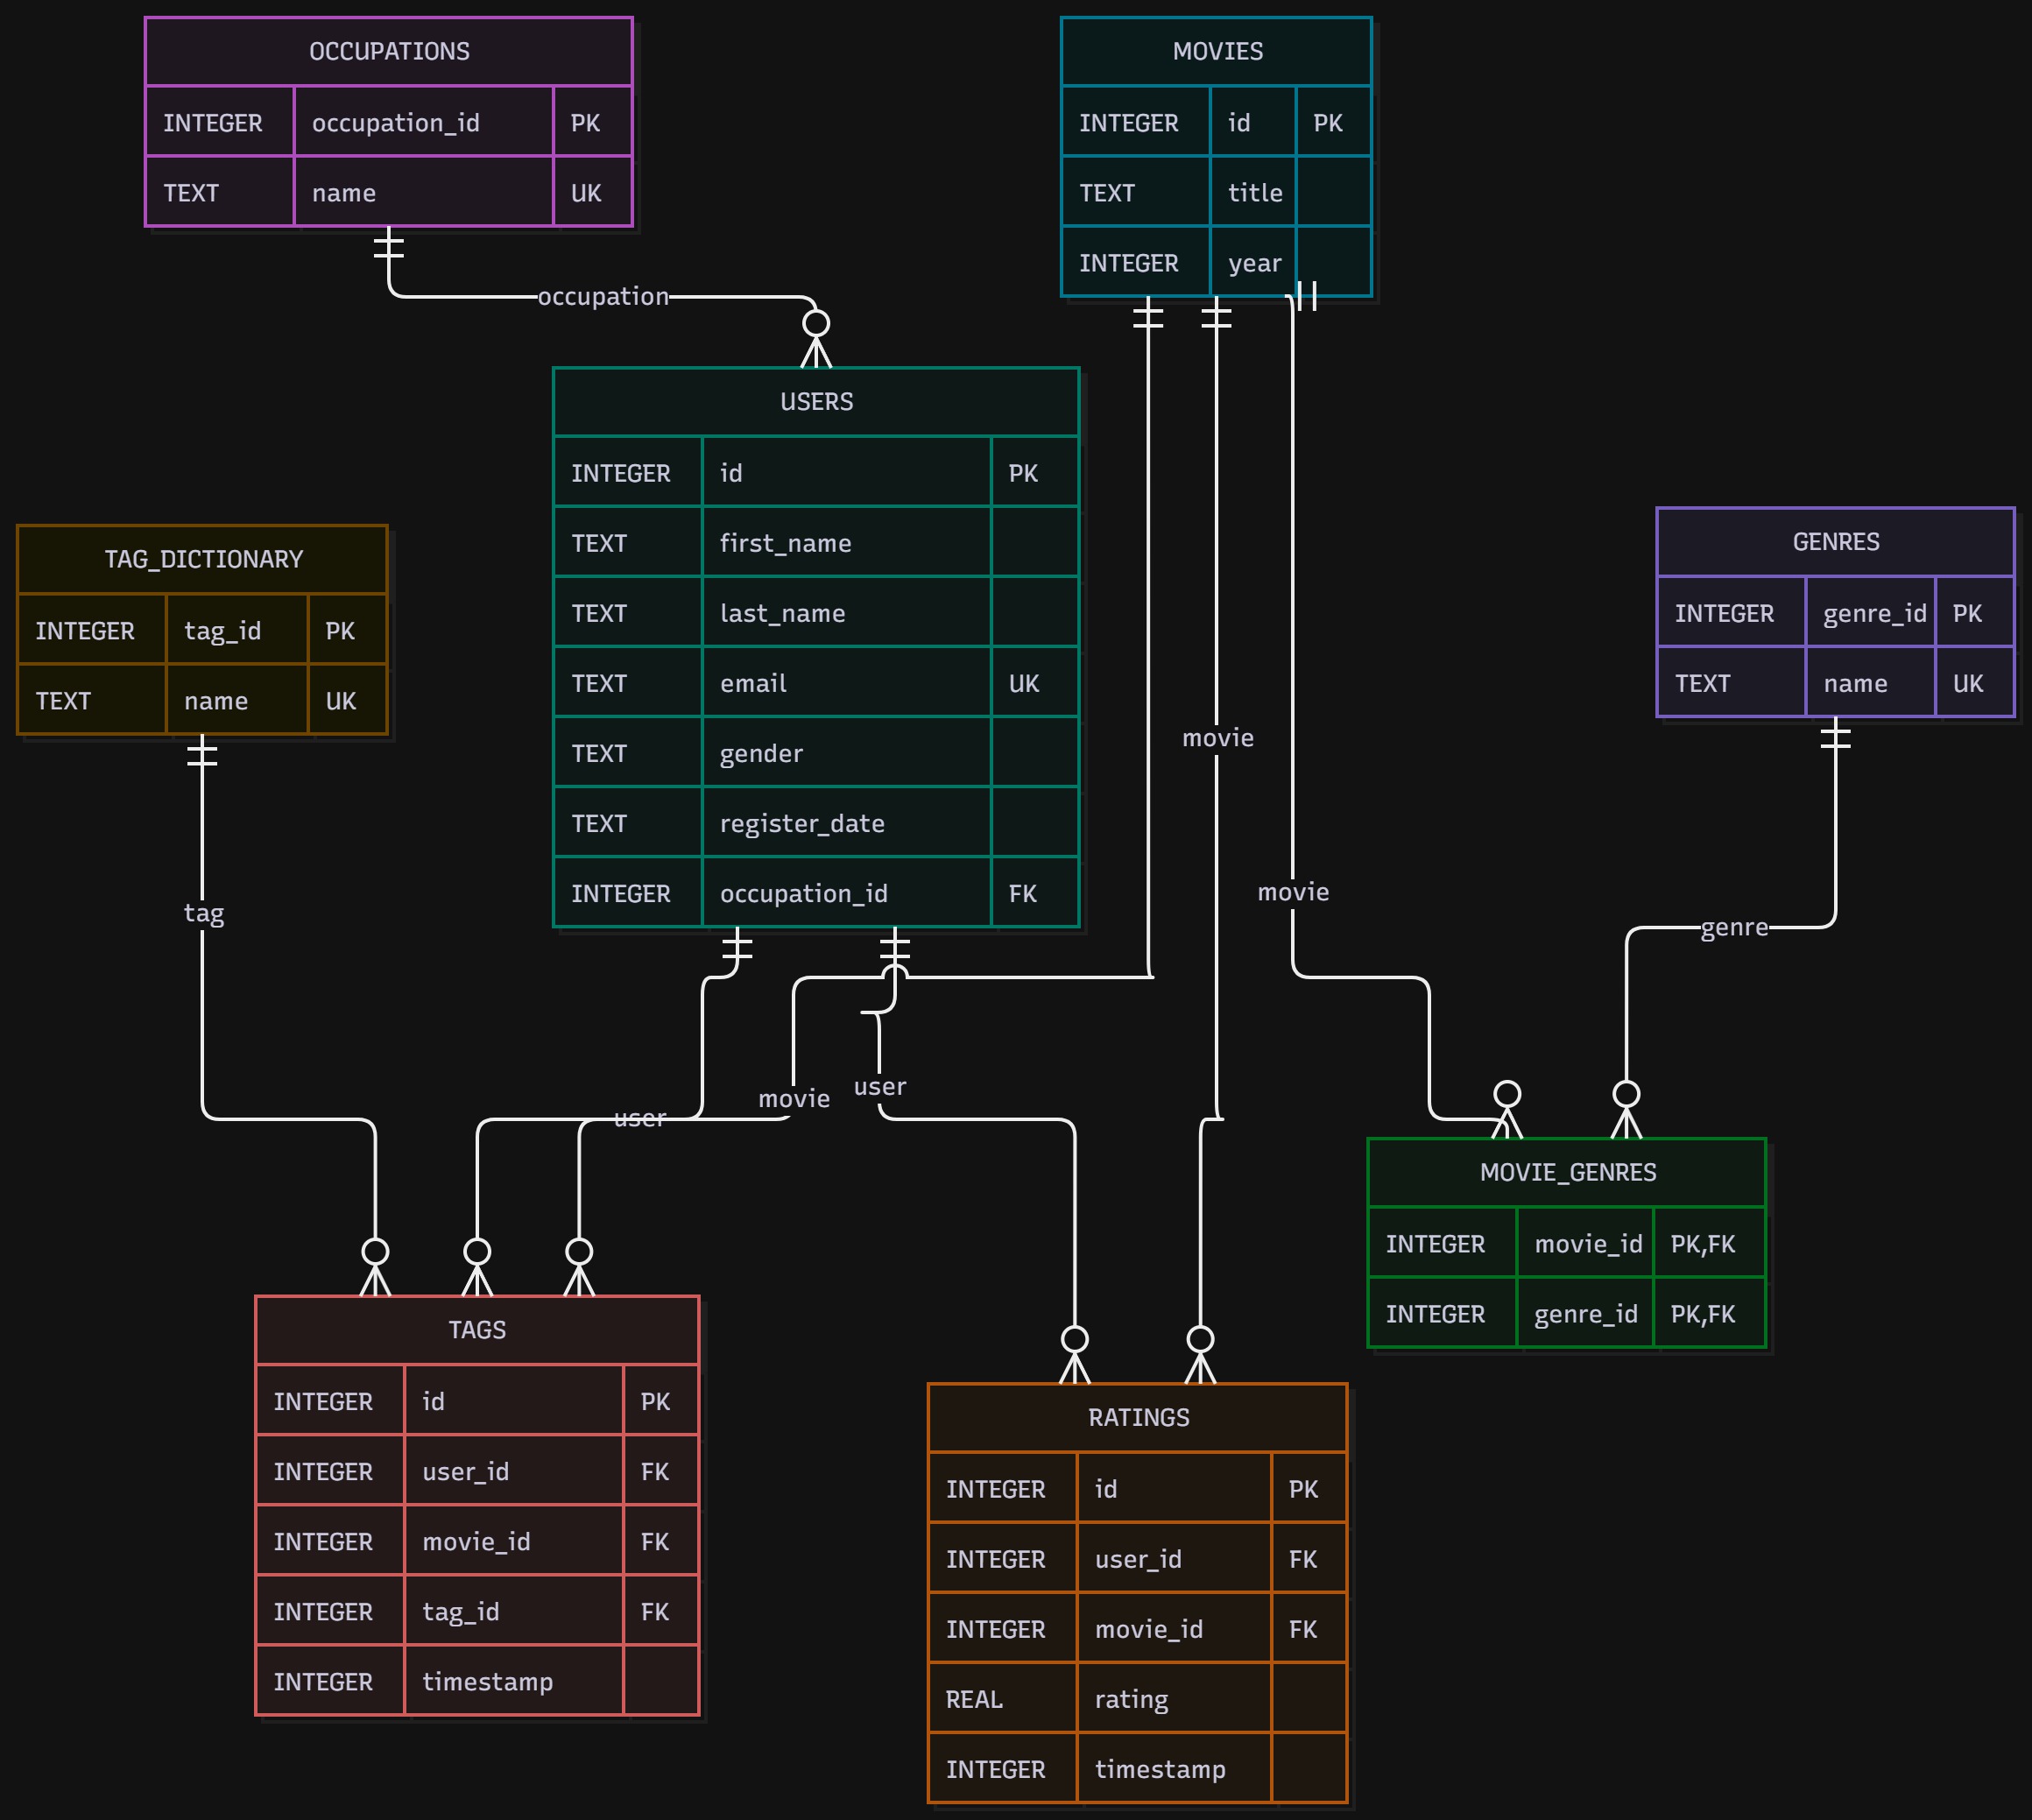 OCCUPATIONS
INTEGER occupation_id PK
TEXT name UK
MOVIES
INTEGER id PK
TEXT title
INTEGER year
occupation
USERS
INTEGER id PK
TEXT first_name
TEXT last_name
TEXT email UK
TEXT gender
TEXT register_date
INTEGER occupation_id FK
TAG_DICTIONARY
INTEGER tag_id PK
TEXT name UK
GENRES
INTEGER genre_id PK
TEXT name UK
movie
movie
tag
genre
user
movie
user
MOVIE_GENRES
INTEGER movie_id PK,FK
INTEGER genre_id PK,FK
TAGS
INTEGER id PK
INTEGER user_id FK
INTEGER movie_id FK
INTEGER tag_id FK
INTEGER timestamp
RATINGS
INTEGER id PK
INTEGER user_id FK
INTEGER movie_id FK
REAL rating
INTEGER timestamp